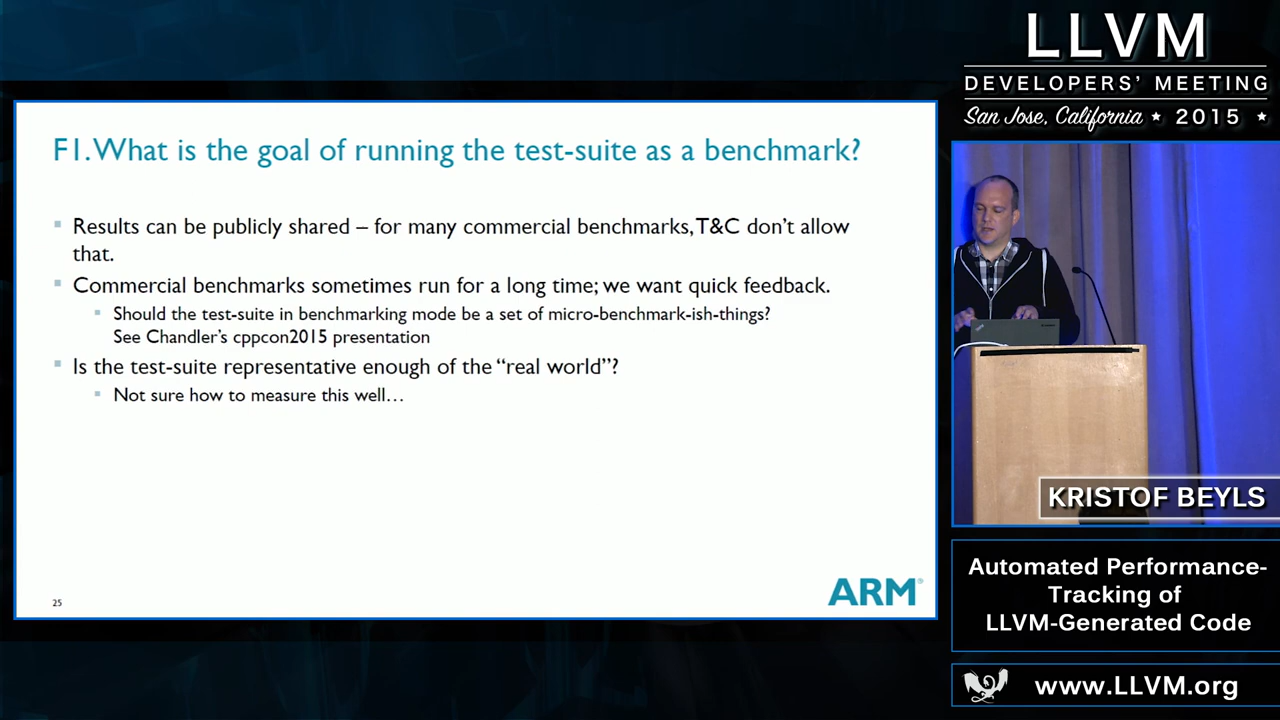 F1. What is the goal of running the test-suite as a benchmark?
Results can be publicly shared – for many commercial benchmarks, T&C don't allow
that.
Commercial benchmarks sometimes run for a long time; we want quick feedback.
Should the test-suite in benchmarking mode be a set of micro-benchmark-ish-things?
See Chandler's cppcon2015 presentation
Is the test-suite representative enough of the “real world”?
Not sure how to measure this well…
25
ARM®
LLVM
DEVELOPERS' MEETING
San Jose, California ★ 2015 ★
KRISTOF BEYLS
Automated Performance-
Tracking of
LLVM-Generated Code
www.LLVM.org